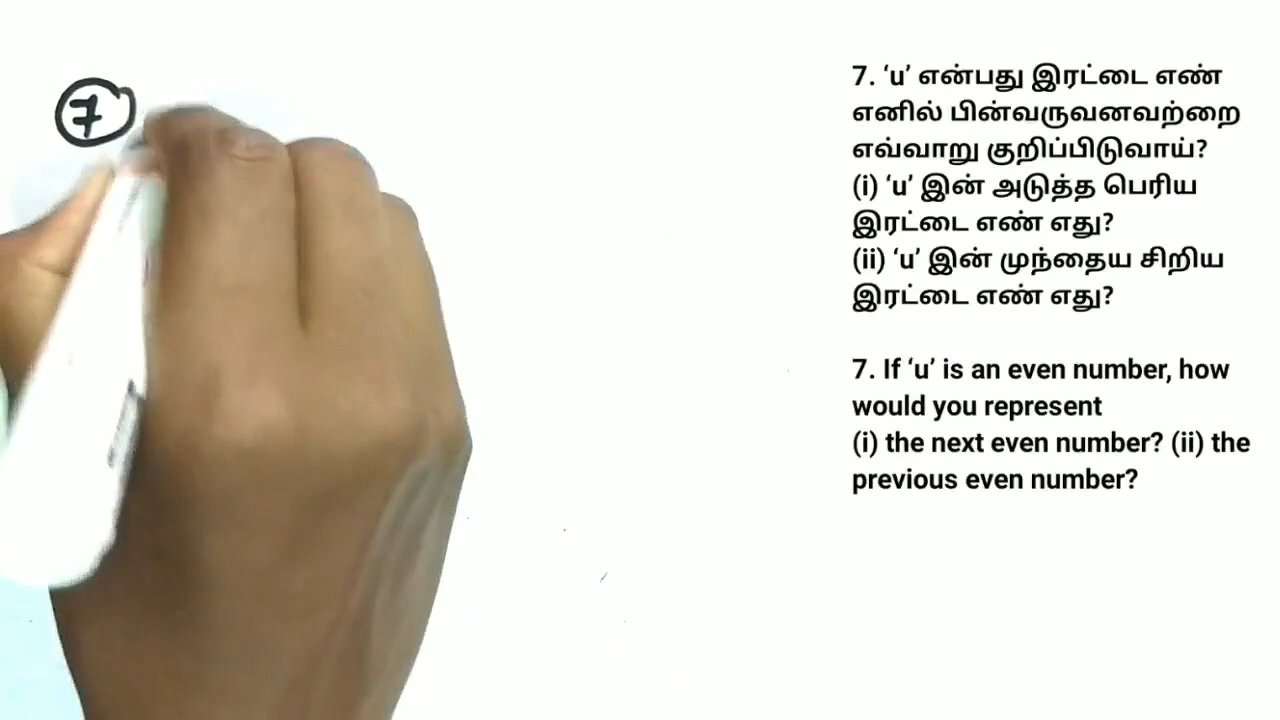 7
7. ‘u’ என்பது இரட்டை எண்
எனில் பின்வருவனவற்றை
எவ்வாறு குறிப்பிடுவாய்?
(i) ‘u’ இன் அடுத்த பெரிய
இரட்டை எண் எது?
(ii) ‘u’ இன் முந்தைய சிறிய
இரட்டை எண் எது?
7. If ‘u’ is an even number, how
would you represent
(i) the next even number? (ii) the
previous even number?